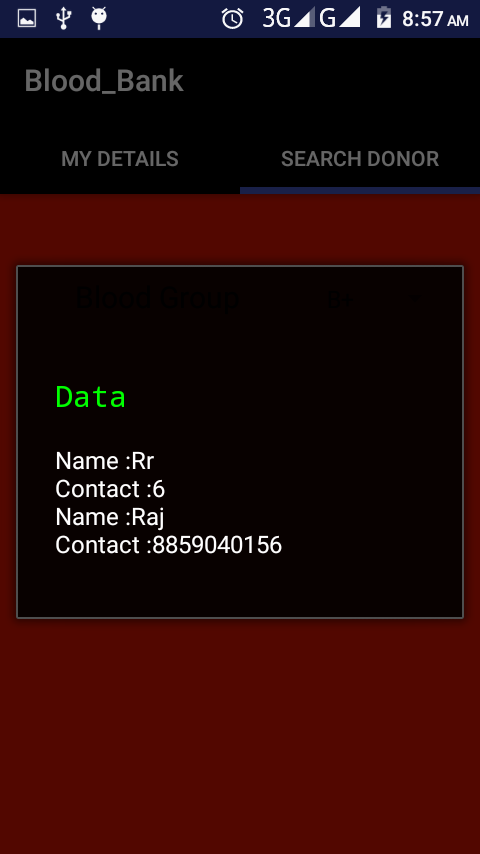 3G G 8:57 AM
Blood_Bank
MY DETAILS SEARCH DONOR
Blood Group B+
Data
Name :Rr
Contact :6
Name :Raj
Contact :8859040156